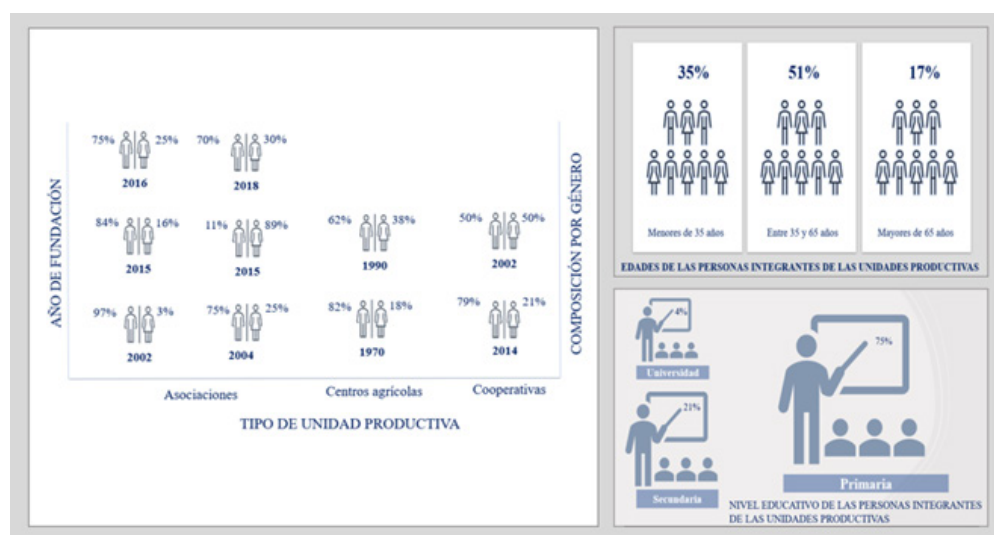 AÑO DE FUNDACIÓN
75% 25% 70% 30%
2016 2018
84% 16% 11% 89% 62% 38% 50% 50%
2015 2015 1990 2002
97% 3% 75% 25% 82% 18% 79% 21%
2002 2004 1970 2014
COMPOSICIÓN POR GÉNERO
Asociaciones Centros agrícolas Cooperativas
TIPO DE UNIDAD PRODUCTIVA
35% 51% 17%
Menores de 35 años Entre 35 y 65 años Mayores de 65 años
EDADES DE LAS PERSONAS INTEGRANTES DE LAS UNIDADES PRODUCTIVAS
4%
Universidad
21%
Secundaria
75%
Primaria
NIVEL EDUCATIVO DE LAS PERSONAS INTEGRANTES
DE LAS UNIDADES PRODUCTIVAS